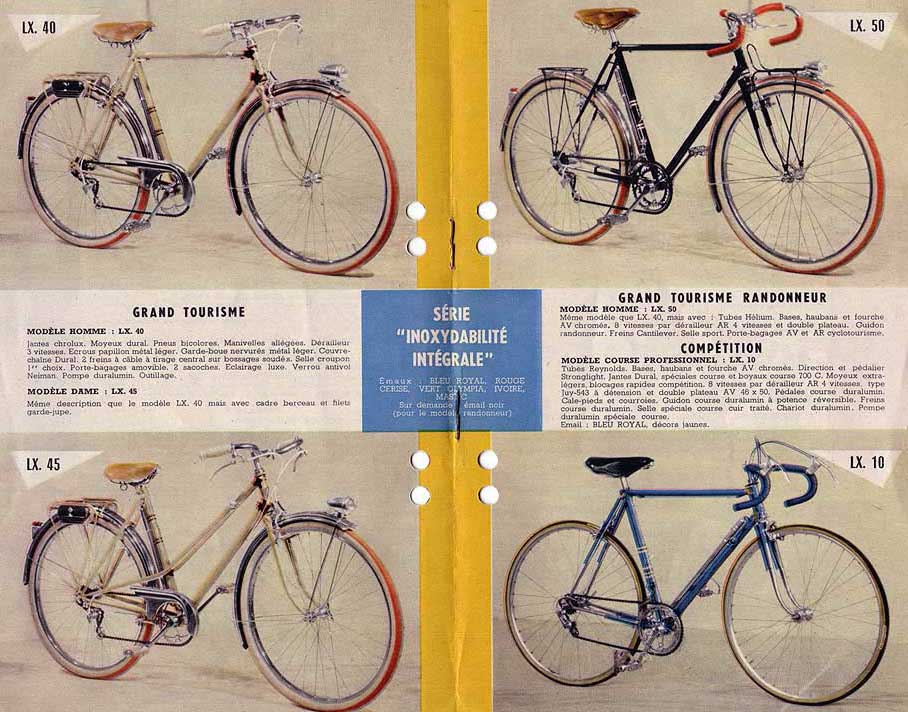 LX. 40
LX. 50
GRAND TOURISME
MODÈLE HOMME : LX. 40
Jantes chrolux. Moyeux dural. Pneus bicolores. Manivelles allégées. Dérailleur
3 vitesses. Ecrous papillon métal léger. Garde-boue nervurés métal léger. Couvre-
chaîne Dural. 2 freins à câble à tirage central sur bossages soudés. Selle croupon
1er choix. Porte-bagages amovible. 2 sacoches. Eclairage luxe. Verrou antivol
Neiman. Pompe duralumin. Outillage.
MODÈLE DAME : LX. 45
Même description que le modèle LX. 40 mais avec cadre berceau et filets
garde-jupe.
SÉRIE
"INOXYDABILITÉ
INTÉGRALE"
Emaux : BLEU ROYAL, ROUGE
CERISE, VERT OLYMPIA, IVOIRE,
MASTIC
Sur demande : émail noir
(pour le modèle randonneur)
GRAND TOURISME RANDONNEUR
MODÈLE HOMME : LX. 50
Même modèle que LX. 40, mais avec : Tubes Hélium. Bases, haubans et fourche
AV chromés. 8 vitesses par dérailleur AR 4 vitesses et double plateau. Guidon
randonneur. Freins Cantilever. Selle sport. Porte-bagages AV et AR cyclotourisme.
COMPÉTITION
MODÈLE COURSE PROFESSIONNEL : LX. 10
Tubes Reynolds. Bases, haubans et fourche AV chromés. Direction et pédalier
Stronglight. Jantes Dural, spéciales course et boyaux course 700 C. Moyeux extra-
légers, blocages rapides compétition. 8 vitesses par dérailleur AR 4 vitesses, type
Juy-543 à détention et double plateau AV 46 x 50. Pédales course duralumin.
Cale-pieds et courroies. Guidon course duralumin à potence réversible. Freins
course duralumin. Selle spéciale course cuir traité. Chariot duralumin. Pompe
duralumin spéciale course.
Email : BLEU ROYAL, décors jaunes.
LX. 45
LX. 10